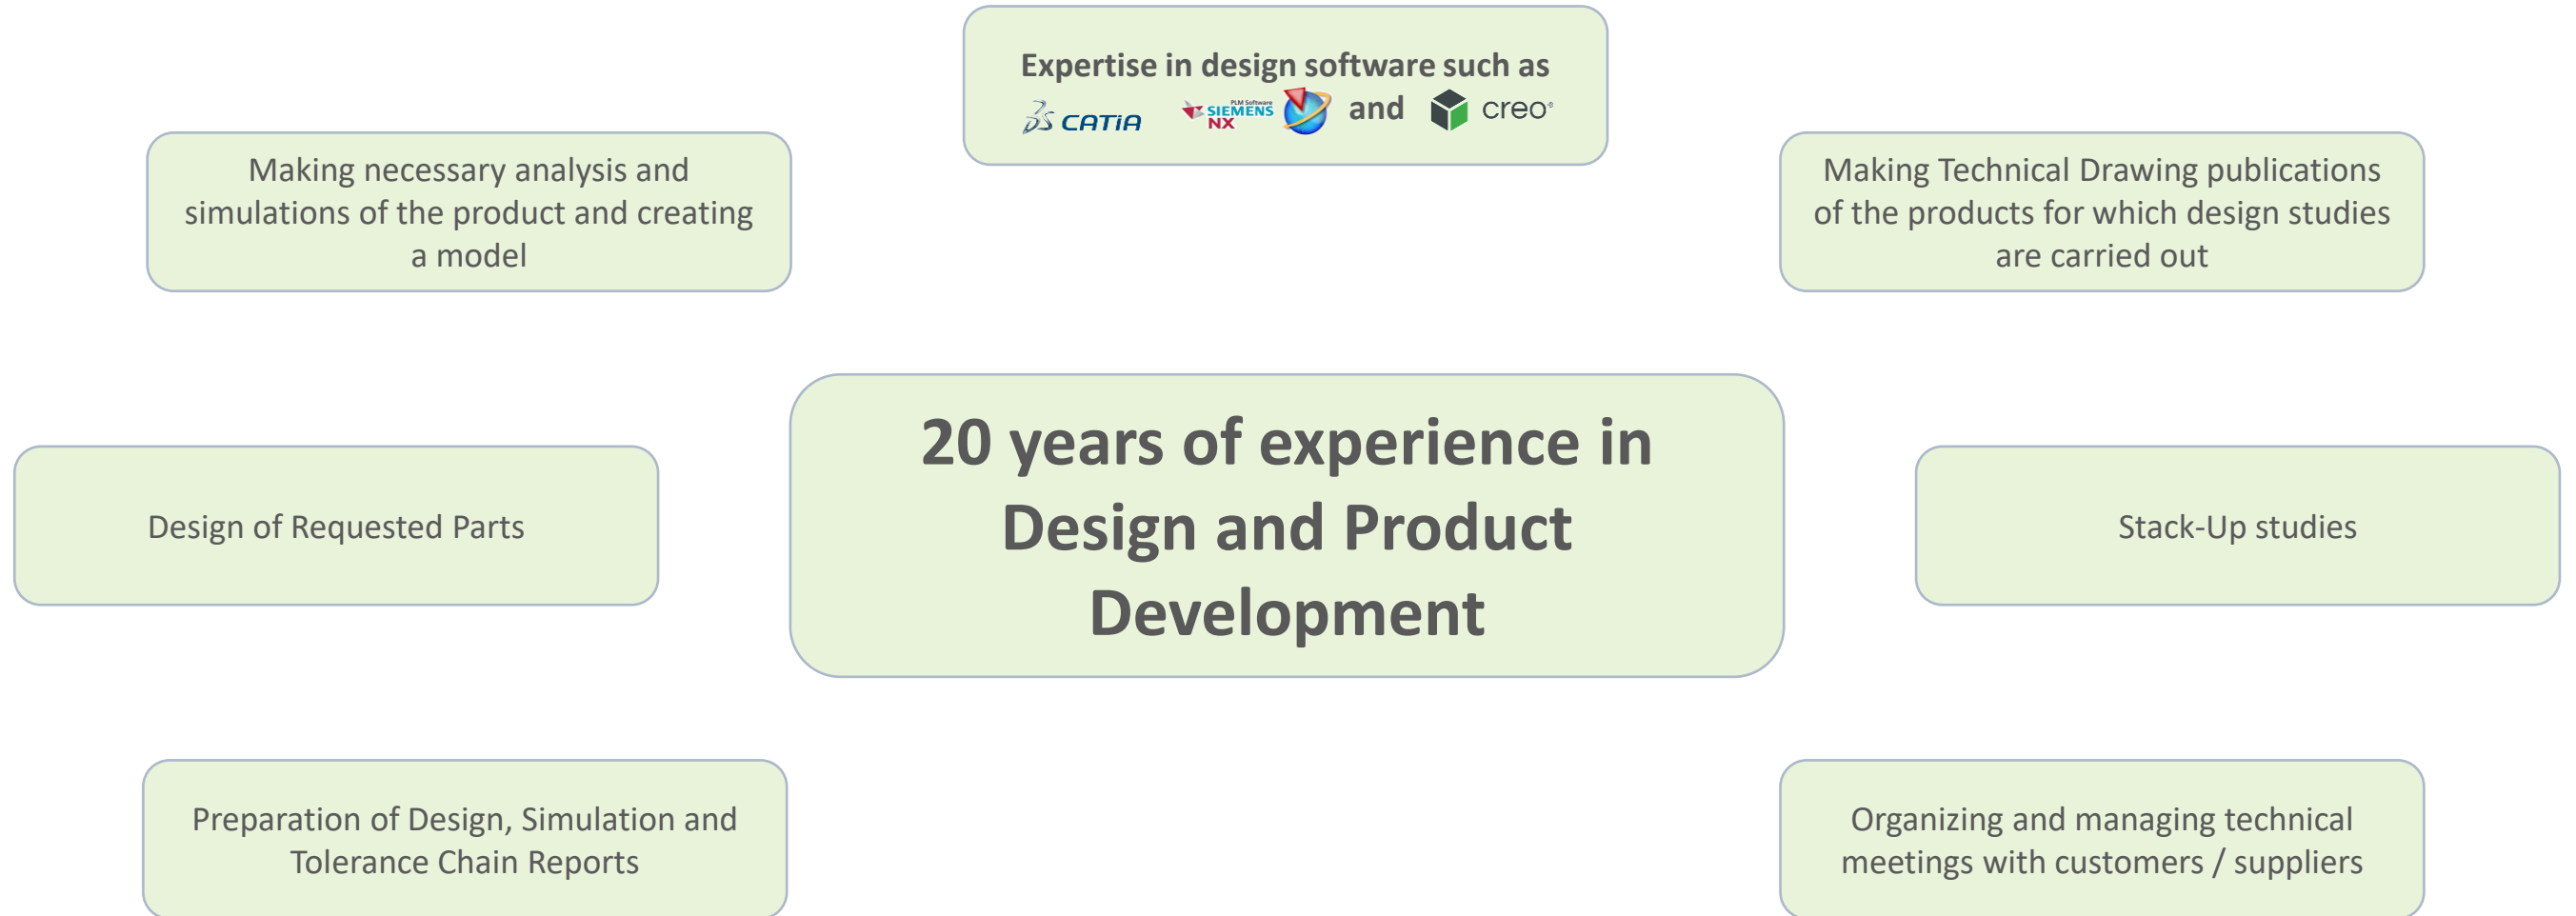 Expertise in design software such as
CATIA PLM Software SIEMENS NX and creo®
Making necessary analysis and
simulations of the product and creating
a model
Making Technical Drawing publications
of the products for which design studies
are carried out
Design of Requested Parts
20 years of experience in
Design and Product
Development
Stack-Up studies
Preparation of Design, Simulation and
Tolerance Chain Reports
Organizing and managing technical
meetings with customers / suppliers